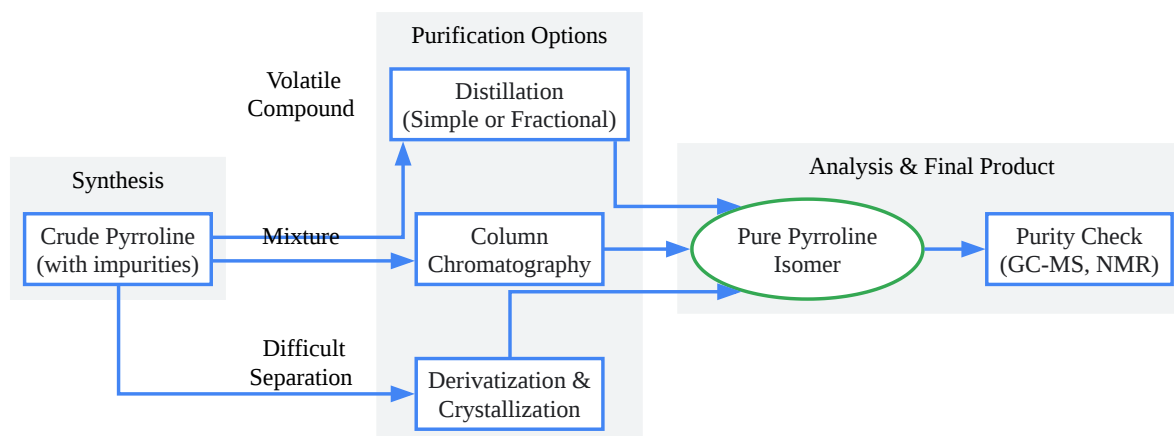 Purification Options
Volatile
Compound
Distillation
(Simple or Fractional)
Synthesis
Analysis & Final Product
Crude Pyrroline
(with impurities)
Mixture
Column
Chromatography
Pure Pyrroline
Isomer
Purity Check
(GC-MS, NMR)
Difficult
Separation
Derivatization &
Crystallization